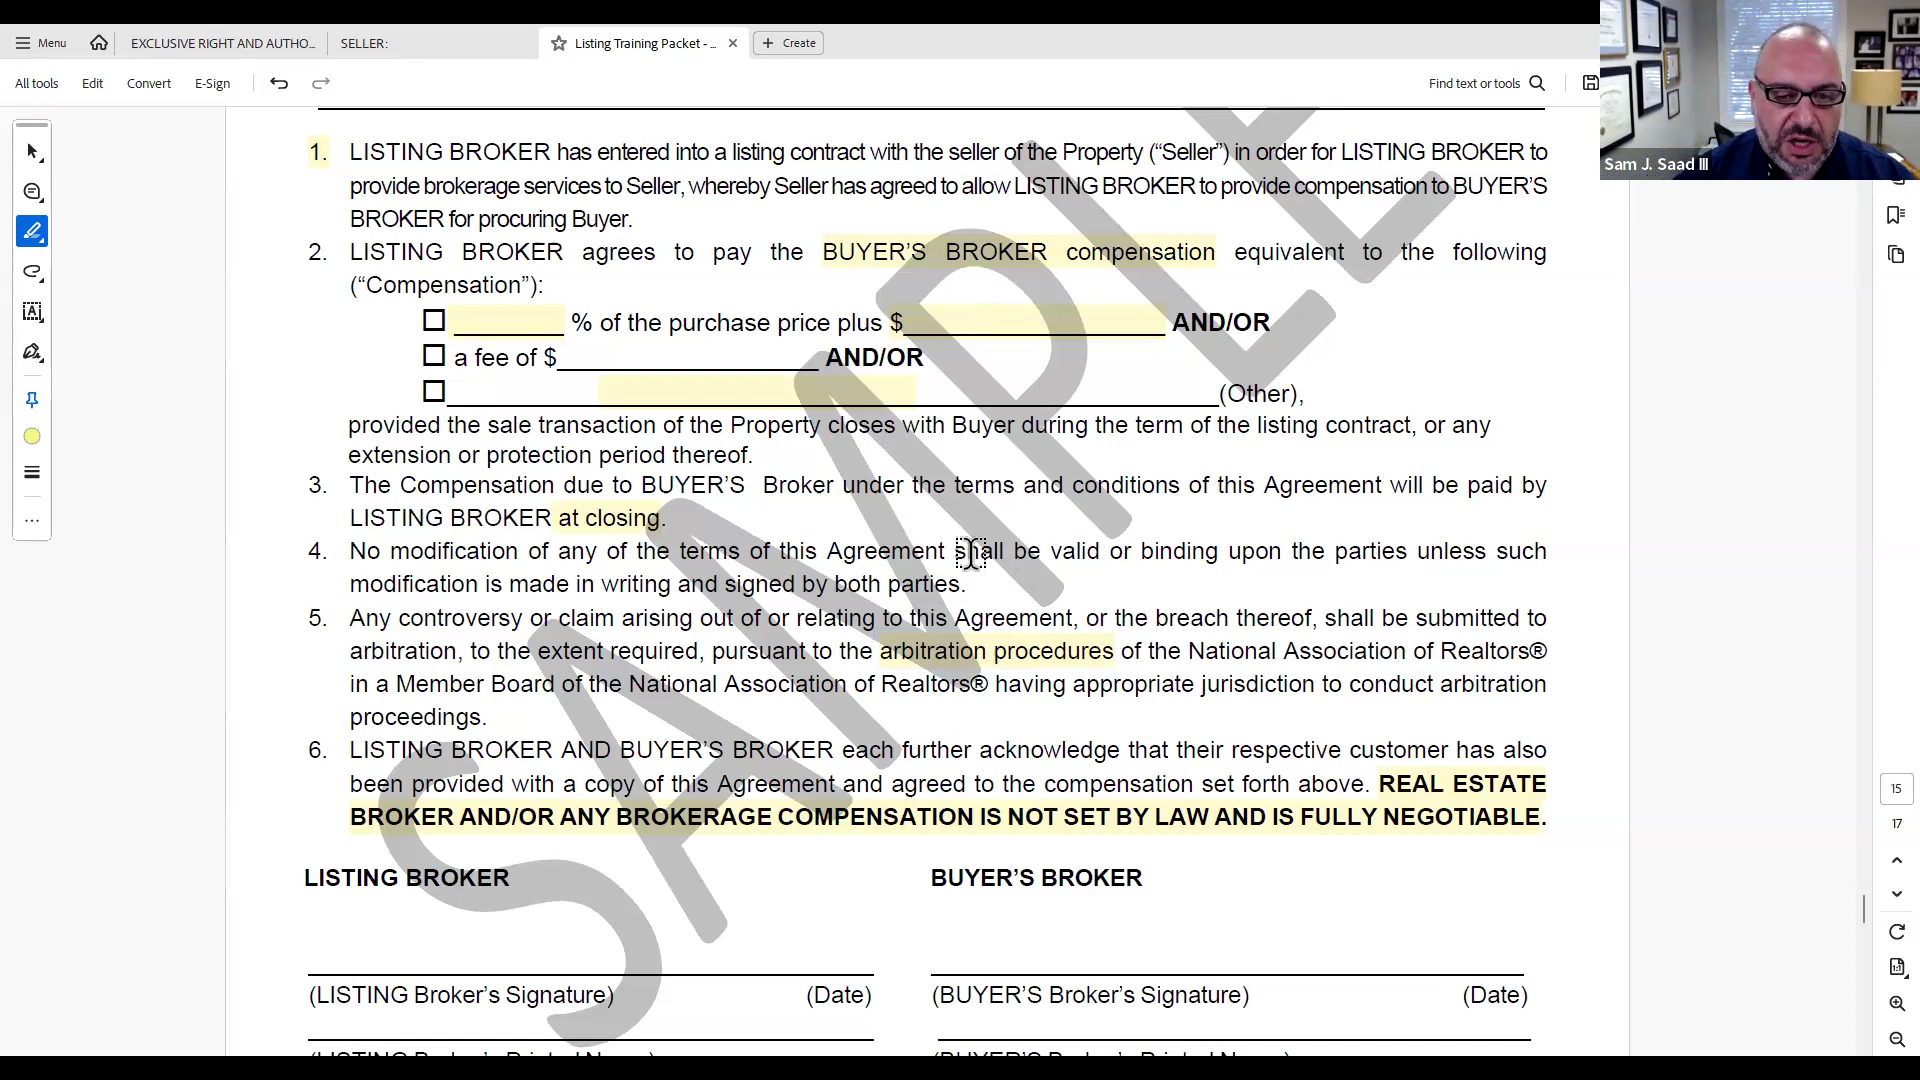 Menu
EXCLUSIVE RIGHT AND AUTHO...
SELLER:
Listing Training Packet - ...
Create
All tools
Edit
Convert
E-Sign
Find text or tools
Sam J. Saad III
1. LISTING BROKER has entered into a listing contract with the seller of the Property (“Seller”) in order for LISTING BROKER to
provide brokerage services to Seller, whereby Seller has agreed to allow LISTING BROKER to provide compensation to BUYER’S
BROKER for procuring Buyer.
2. LISTING BROKER agrees to pay the BUYER’S BROKER compensation equivalent to the following
(“Compensation”):
☐ ________ % of the purchase price plus $____________________ AND/OR
☐ a fee of $____________________ AND/OR
☐ ____________________(Other),
provided the sale transaction of the Property closes with Buyer during the term of the listing contract, or any
extension or protection period thereof.
3. The Compensation due to BUYER’S Broker under the terms and conditions of this Agreement will be paid by
LISTING BROKER at closing.
4. No modification of any of the terms of this Agreement shall be valid or binding upon the parties unless such
modification is made in writing and signed by both parties.
5. Any controversy or claim arising out of or relating to this Agreement, or the breach thereof, shall be submitted to
arbitration, to the extent required, pursuant to the arbitration procedures of the National Association of Realtors®
in a Member Board of the National Association of Realtors® having appropriate jurisdiction to conduct arbitration
proceedings.
6. LISTING BROKER AND BUYER’S BROKER each further acknowledge that their respective customer has also
been provided with a copy of this Agreement and agreed to the compensation set forth above. REAL ESTATE
BROKER AND/OR ANY BROKERAGE COMPENSATION IS NOT SET BY LAW AND IS FULLY NEGOTIABLE.
LISTING BROKER
BUYER’S BROKER
(LISTING Broker’s Signature) (Date)
(BUYER’S Broker’s Signature) (Date)
(LISTING Broker’s Printed Name)
(BUYER’S Broker’s Printed Name)
SAMPLE
15
17